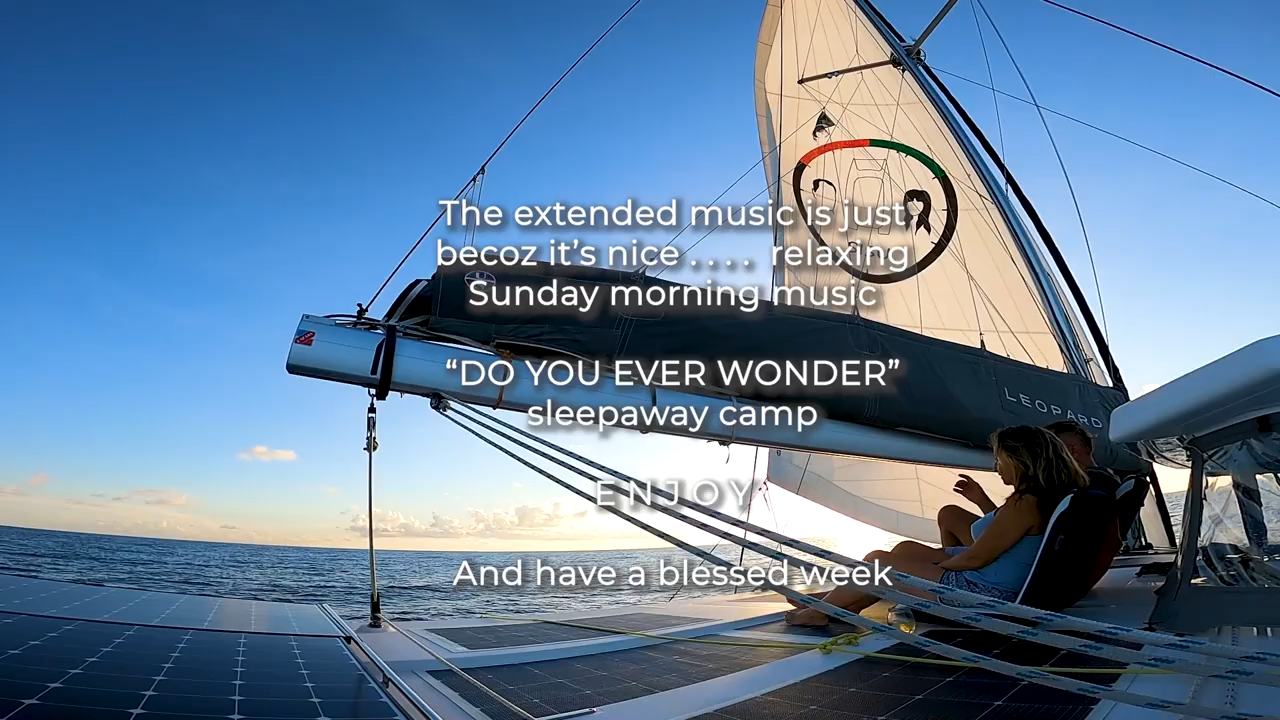 The extended music is just
becoz it’s nice . . . .  relaxing
Sunday morning music
“DO YOU EVER WONDER”
sleepaway camp
E N J O Y
And have a blessed week
LEOPARD